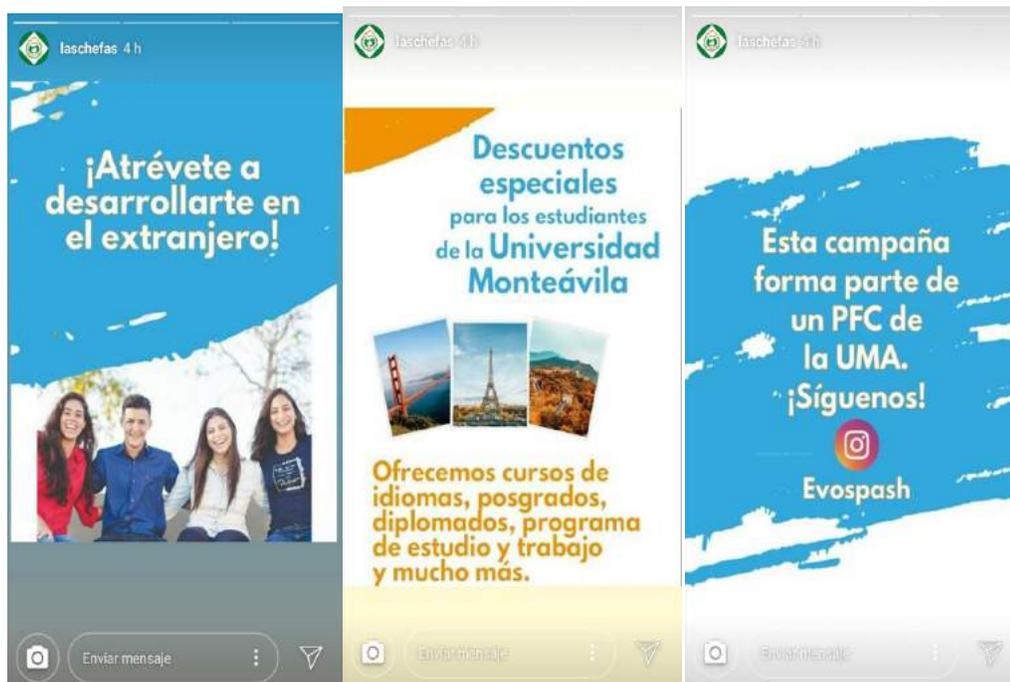 laschefas 4 h
¡Atrévete a
desarrollarte en
el extranjero!
Enviar mensaje
laschefas 4 h
Descuentos
especiales
para los estudiantes
de la Universidad
Monteávila
Ofrecemos cursos de
idiomas, posgrados,
diplomados, programa
de estudio y trabajo
y mucho más.
Enviar mensaje
laschefas 4 h
Esta campaña
forma parte de
un PFC de
la UMA.
¡Síguenos!
Evospash
Enviar mensaje